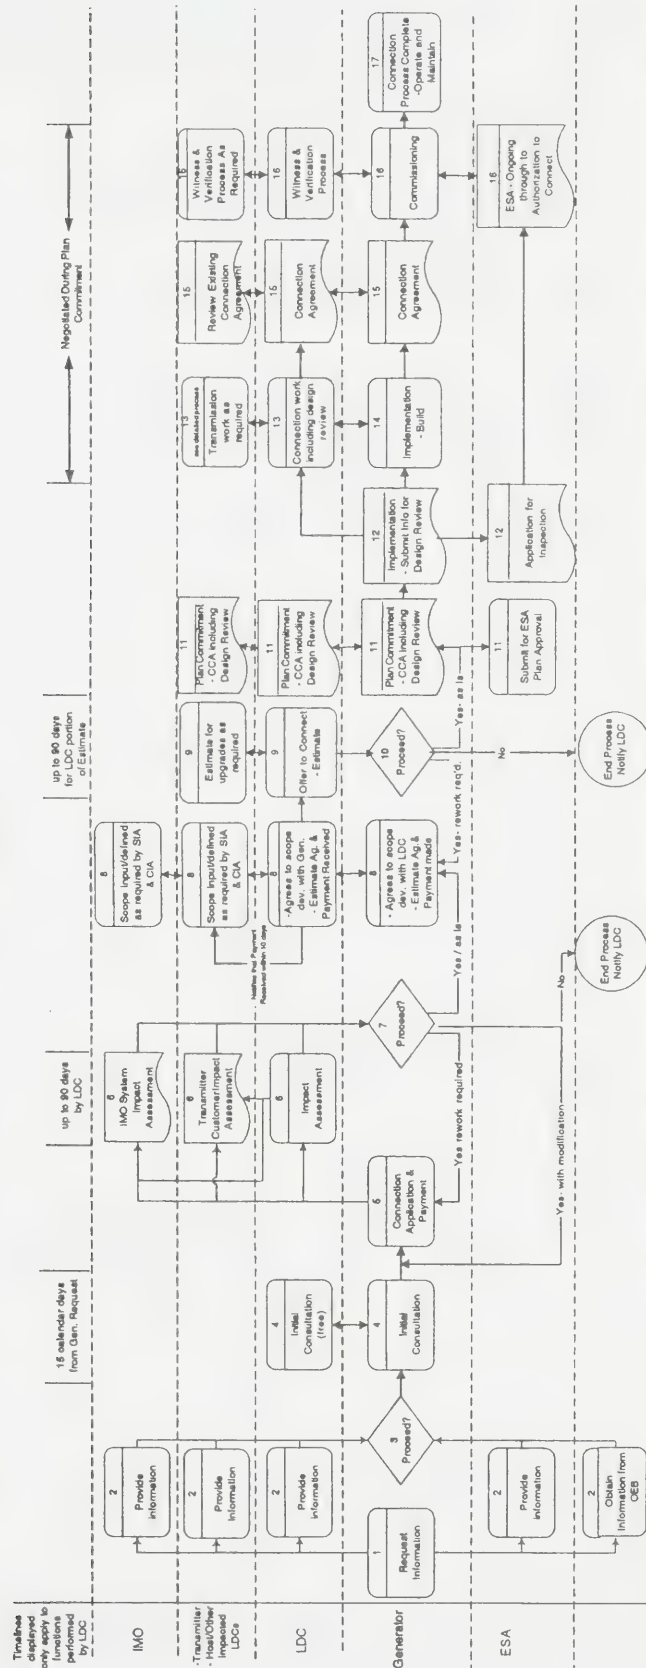 Timelines
displayed
only apply to
functions
performed
by LDC
15 calendar days
from Gen. Request
up to 90 days
by LDC
up to 90 days
for LDC portion
of Estimate
Negotiated During Plan
Commitment
IMO
2
Provide
Information
6
IMO System
Impact
Assessment
8
Scope input/defined
as required by SIA
& CIA
- Transmitter
- Host/Other
Impacted
LDCs
2
Provide
Information
6
Transmitter
Customer Impact
Assessment
8
Scope input/defined
as required by SIA
& CIA
Notifies that Payment
Received within 10 days
9
Estimate for
upgrades as
required
11
Plan Commitment
- CCA including
Design Review
13
see detailed process
Transmission
work as
required
15
Review Existing
Connection
Agreement
16
Witness &
Verification
Process As
Required
LDC
2
Provide
Information
4
Initial
Consultation
(free)
6
Impact
Assessment
8
- Agrees to scope
dev. with Gen.
- Estimate Ag. &
Payment Received
9
Offer to Connect
- Estimate
11
Plan Commitment
- CCA including
Design Review
13
Connection work
including design
review
15
Connection
Agreement
16
Witness &
Verification
Process
Generator
1
Request
Information
3
Proceed?
4
Initial
Consultation
5
Connection
Application &
Payment
7
Proceed?
Yes / as is
Yes rework required
8
- Agrees to scope
dev. with LDC
- Estimate Ag. &
Payment made
Yes- rework req'd.
10
Proceed?
Yes- as is
11
Plan Commitment
- CCA including
Design Review
12
Implementation
- Submit Info for
Design Review
14
Implementation
- Build
15
Connection
Agreement
16
Commissioning
17
Connection
Process Complete
-Operate and
Maintain
ESA
2
Provide
Information
Yes- with modification
No
No
11
Submit for ESA
Plan Approval
12
Application for
Inspection
16
ESA - Ongoing
through to
Authorization to
Connect
2
Obtain
Information from
OEB
End Process
Notify LDC
End Process
Notify LDC